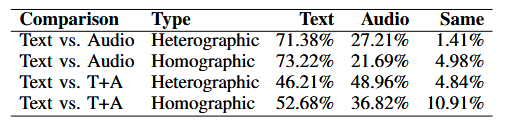 Comparison Type Text Audio Same
Text vs. Audio Heterographic 71.38% 27.21% 1.41%
Text vs. Audio Homographic 73.22% 21.69% 4.98%
Text vs. T+A Heterographic 46.21% 48.96% 4.84%
Text vs. T+A Homographic 52.68% 36.82% 10.91%